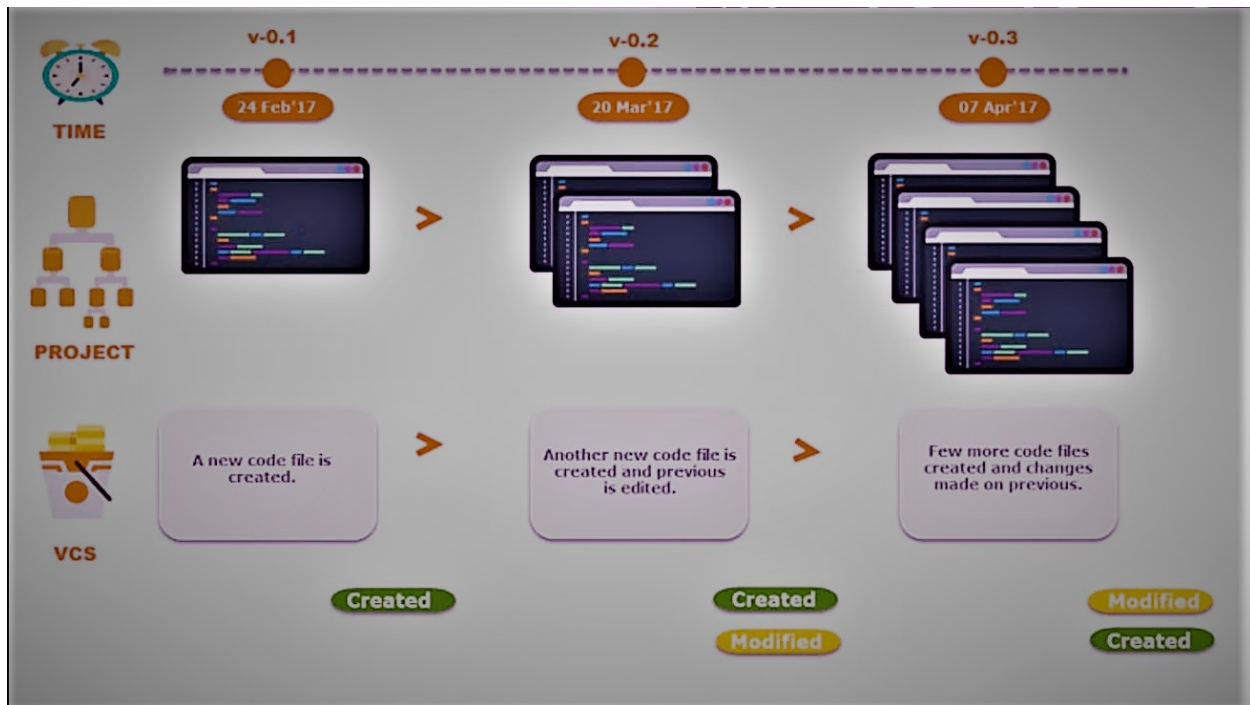 v-0.1
v-0.2
v-0.3
24 Feb'17
20 Mar'17
07 Apr'17
TIME
PROJECT
A new code file is
created.
Another new code file is
created and previous
is edited.
Few more code files
created and changes
made on previous.
VCS
Created
Created
Modified
Modified
Created